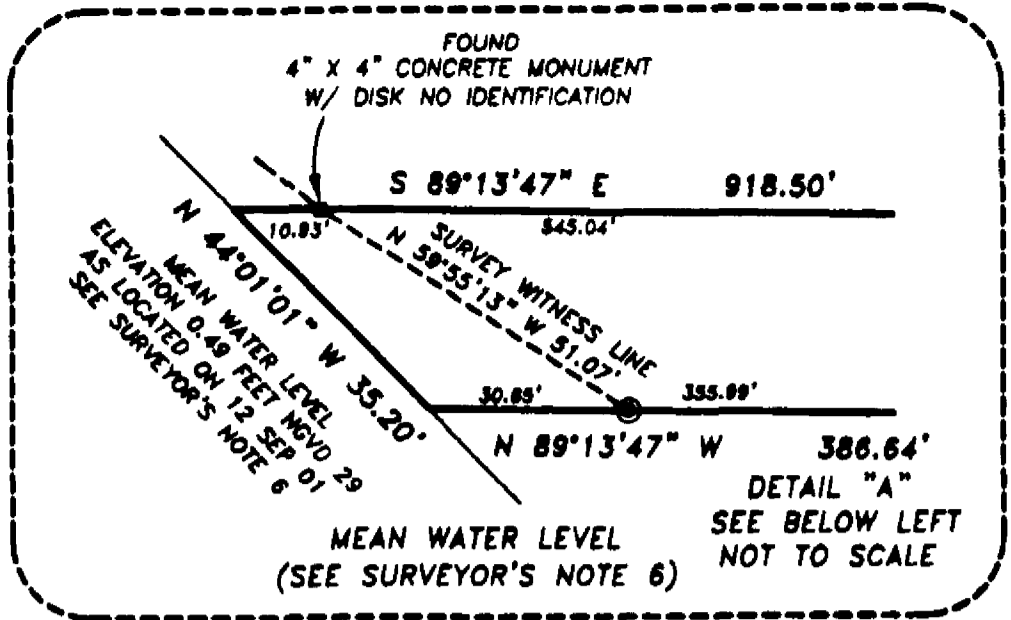 FOUND
4" X 4" CONCRETE MONUMENT
W/ DISK NO IDENTIFICATION
S 89°13'47" E 918.50'
10.93' 545.04'
SURVEY WITNESS LINE
N 59°55'13" W 51.07'
N 44°01'01" W 35.20'
MEAN WATER LEVEL
ELEVATION 0.49 FEET NGVD 29
AS LOCATED ON 12 SEP 01
SEE SURVEYOR'S NOTE 6
30.65' 355.99'
N 89°13'47" W 386.64'
DETAIL "A"
SEE BELOW LEFT
NOT TO SCALE
MEAN WATER LEVEL
(SEE SURVEYOR'S NOTE 6)